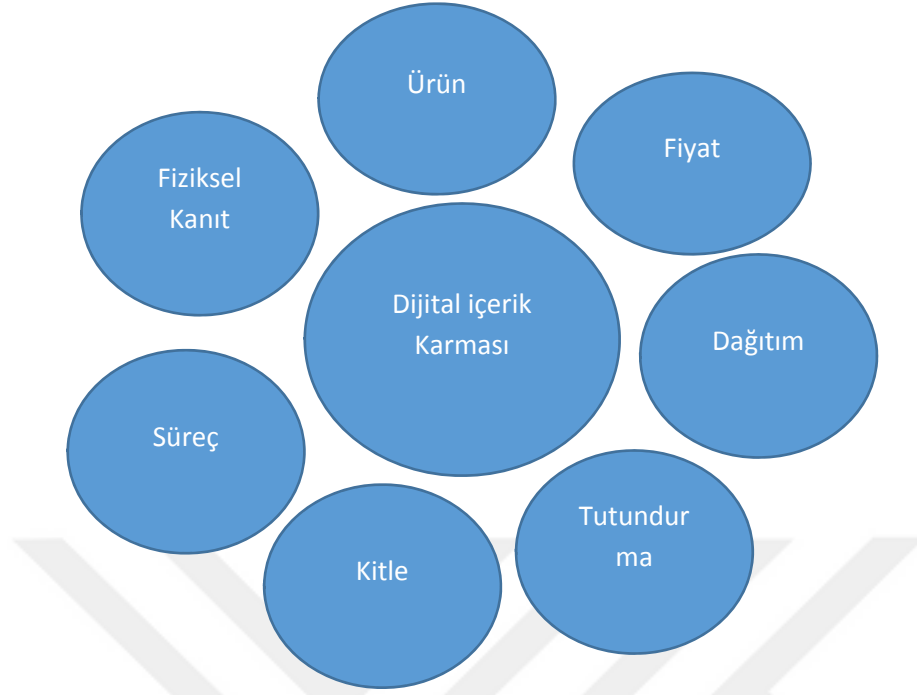 Ürün
Fiyat
Fiziksel
Kanıt
Dijital içerik
Karması
Dağıtım
Süreç
Tutundur
ma
Kitle